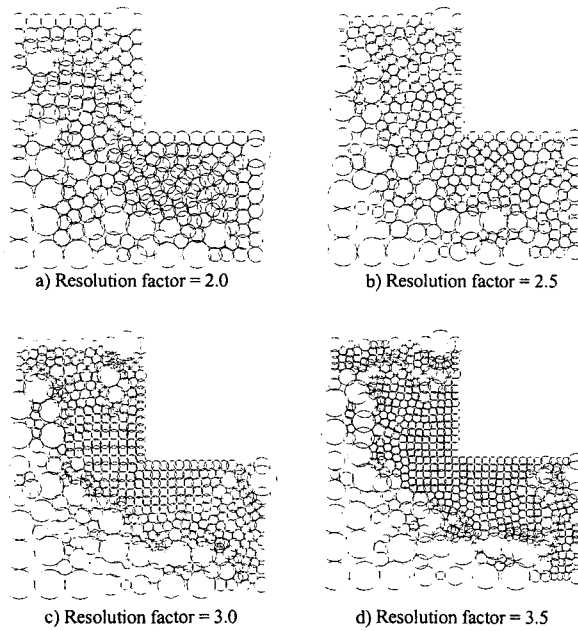 a) Resolution factor = 2.0
b) Resolution factor = 2.5
c) Resolution factor = 3.0
d) Resolution factor = 3.5